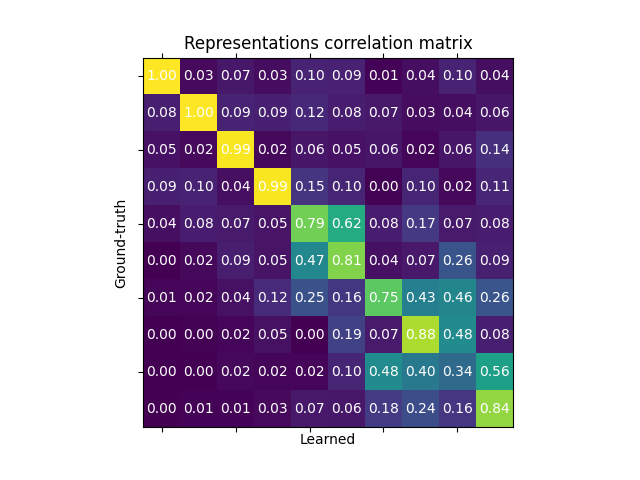 Representations correlation matrix
1.00 0.03 0.07 0.03 0.10 0.09 0.01 0.04 0.10 0.04
0.08 1.00 0.09 0.09 0.12 0.08 0.07 0.03 0.04 0.06
0.05 0.02 0.99 0.02 0.06 0.05 0.06 0.02 0.06 0.14
0.09 0.10 0.04 0.99 0.15 0.10 0.00 0.10 0.02 0.11
0.04 0.08 0.07 0.05 0.79 0.62 0.08 0.17 0.07 0.08
0.00 0.02 0.09 0.05 0.47 0.81 0.04 0.07 0.26 0.09
0.01 0.02 0.04 0.12 0.25 0.16 0.75 0.43 0.46 0.26
0.00 0.00 0.02 0.05 0.00 0.19 0.07 0.88 0.48 0.08
0.00 0.00 0.02 0.02 0.02 0.10 0.48 0.40 0.34 0.56
0.00 0.01 0.01 0.03 0.07 0.06 0.18 0.24 0.16 0.84
Ground-truth
Learned